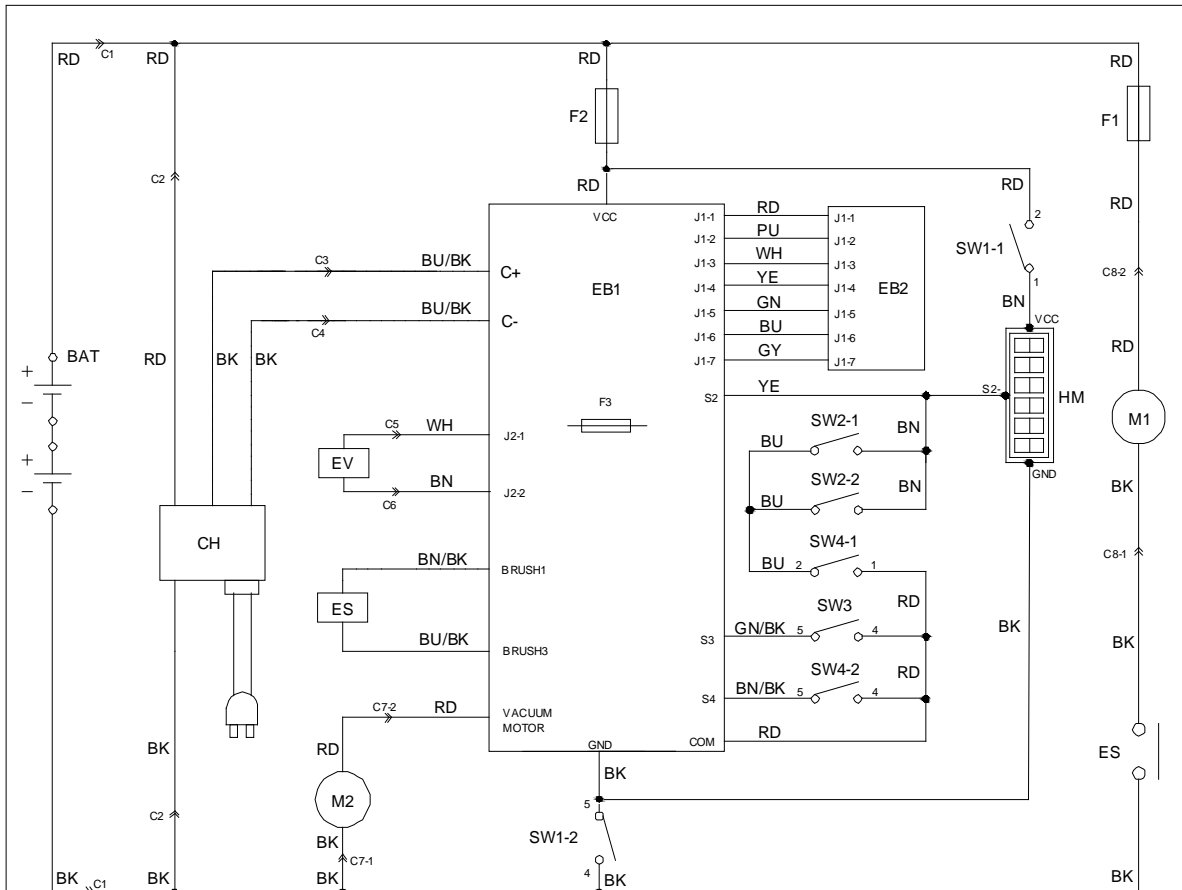 C1
RD
RD
RD
RD
F2
F1
C2
RD
RD
RD
2
VCC
J1-1
RD
J1-1
J1-2
PU
J1-2
SW1-1
C3
BU/BK
C+
J1-3
WH
J1-3
EB1
J1-4
YE
J1-4
EB2
1
C8-2
J1-5
GN
J1-5
BN
C4
BU/BK
C-
J1-6
BU
J1-6
VCC
J1-7
GY
J1-7
+
BAT
RD
BK
BK
RD
-
S2
YE
S2-
HM
F3
M1
C5
WH
J2-1
SW2-1
BU
BN
+
EV
-
BN
J2-2
C6
SW2-2
BU
BN
GND
BK
CH
SW4-1
BU
2
1
C8-1
BN/BK
BRUSH1
RD
ES
SW3
BU/BK
BRUSH3
S3
GN/BK
5
4
BK
BK
RD
SW4-2
S4
BN/BK
5
4
C7-2
RD
VACUUM
MOTOR
COM
RD
BK
RD
GND
ES
BK
M2
5
C2
BK
SW1-2
C7-1
4
BK
C1
BK
BK
BK
BK